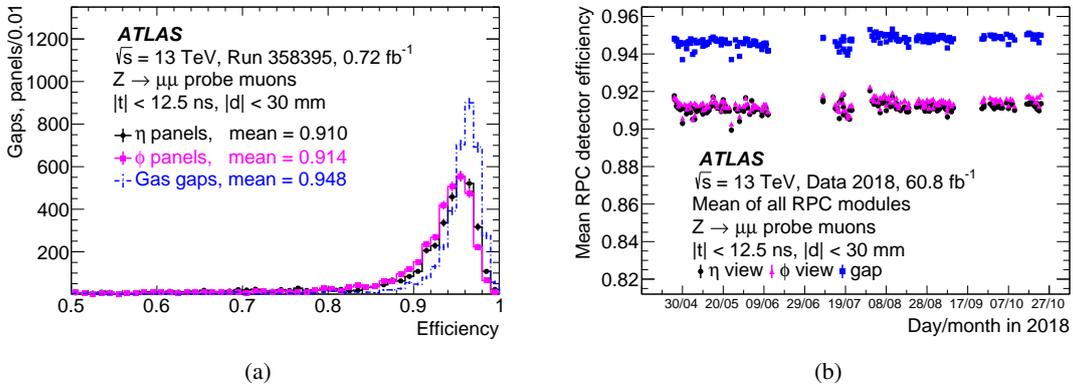 Gaps, panels/0.01
1200
1000
800
600
400
200
0.5 0.6 0.7 0.8 0.9 1
Efficiency
ATLAS
√s = 13 TeV, Run 358395, 0.72 fb⁻¹
Z → μμ probe muons
|t| < 12.5 ns, |d| < 30 mm
η panels, mean = 0.910
ϕ panels, mean = 0.914
Gas gaps, mean = 0.948
(a)
Mean RPC detector efficiency
0.96
0.94
0.92
0.9
0.88
0.86
0.84
0.82
ATLAS
√s = 13 TeV, Data 2018, 60.8 fb⁻¹
Mean of all RPC modules
Z → μμ probe muons
|t| < 12.5 ns, |d| < 30 mm
η view ϕ view gap
30/04 20/05 09/06 29/06 19/07 08/08 28/08 17/09 07/10 27/10
Day/month in 2018
(b)